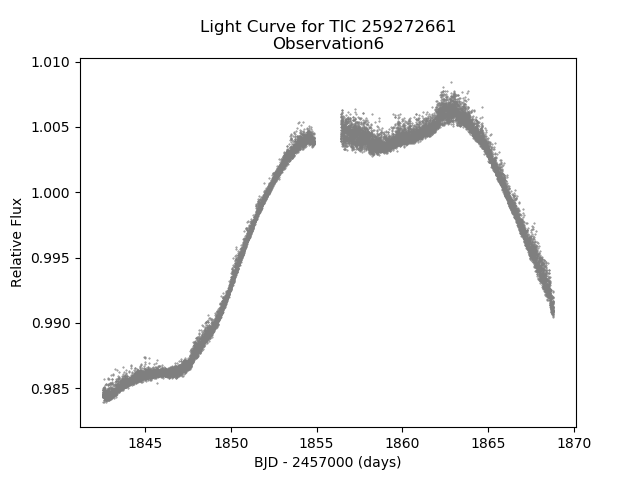 Light Curve for TIC 259272661
Observation6
1.010
1.005
1.000
0.995
0.990
0.985
Relative Flux
1845 1850 1855 1860 1865 1870
BJD - 2457000 (days)